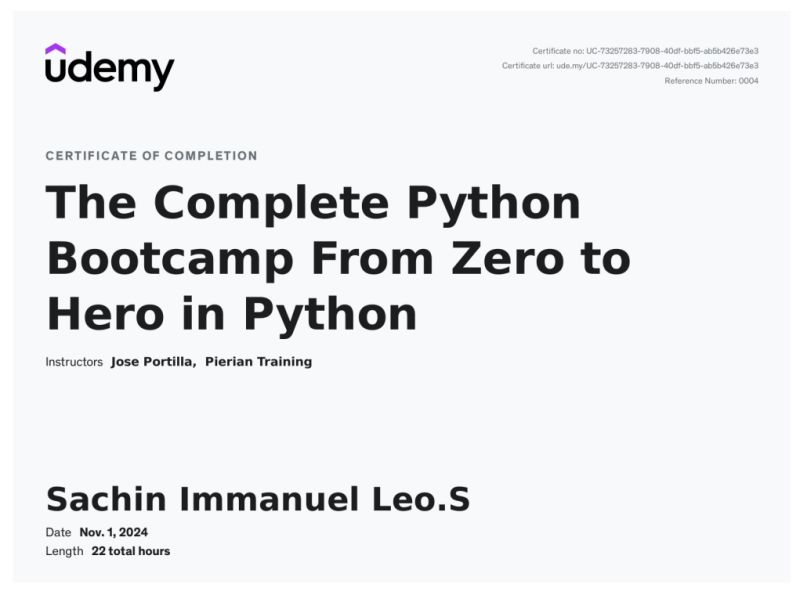 udemy
Certificate no: UC-73257283-7908-40df-bbf5-ab5b426e73e3
Certificate url: ude.my/UC-73257283-7908-40df-bbf5-ab5b426e73e3
Reference Number: 0004
CERTIFICATE OF COMPLETION
The Complete Python
Bootcamp From Zero to
Hero in Python
Instructors Jose Portilla, Pierian Training
Sachin Immanuel Leo.S
Date Nov. 1, 2024
Length 22 total hours